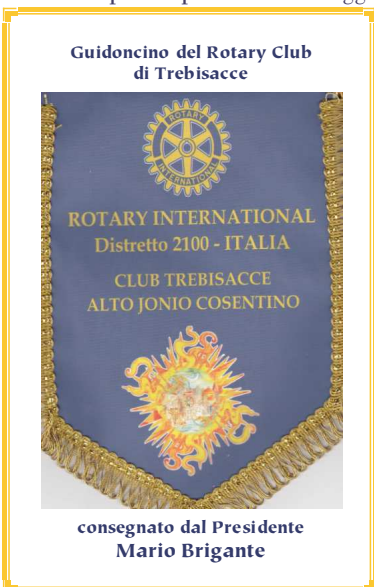 Guidoncino del Rotary Club
di Trebisacce
ROTARY
INTERNATIONAL
ROTARY INTERNATIONAL
Distretto 2100 - ITALIA
CLUB TREBISACCE
ALTO JONIO COSENTINO
consegnato dal Presidente
Mario Brigante